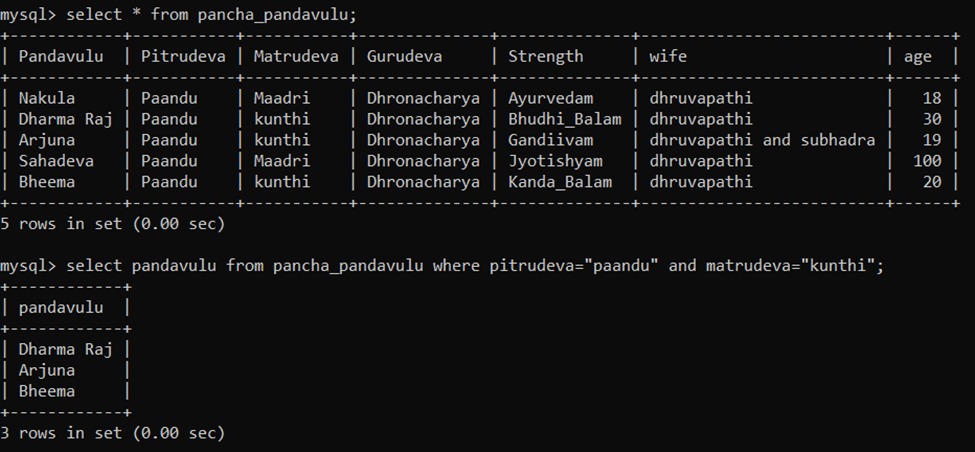 mysql> select * from pancha_pandavulu;
+------------+-----------+-----------+--------------+-------------+------------------------+------+
| Pandavulu  | Pitrudeva | Matrudeva | Gurudeva     | Strength    | wife                   | age  |
+------------+-----------+-----------+--------------+-------------+------------------------+------+
| Nakula     | Paandu    | Maadri    | Dhronacharya | Ayurvedam   | dhruvapathi            |   18 |
| Dharma Raj | Paandu    | kunthi    | Dhronacharya | Bhudhi_Balam | dhruvapathi            |   30 |
| Arjuna     | Paandu    | kunthi    | Dhronacharya | Gandiivam   | dhruvapathi and subhadra |   19 |
| Sahadeva   | Paandu    | Maadri    | Dhronacharya | Jyotishyam  | dhruvapathi            |  100 |
| Bheema     | Paandu    | kunthi    | Dhronacharya | Kanda_Balam | dhruvapathi            |   20 |
+------------+-----------+-----------+--------------+-------------+------------------------+------+
5 rows in set (0.00 sec)
mysql> select pandavulu from pancha_pandavulu where pitrudeva="paandu" and matrudeva="kunthi";
+------------+
| pandavulu  |
+------------+
| Dharma Raj |
| Arjuna     |
| Bheema     |
+------------+
3 rows in set (0.00 sec)